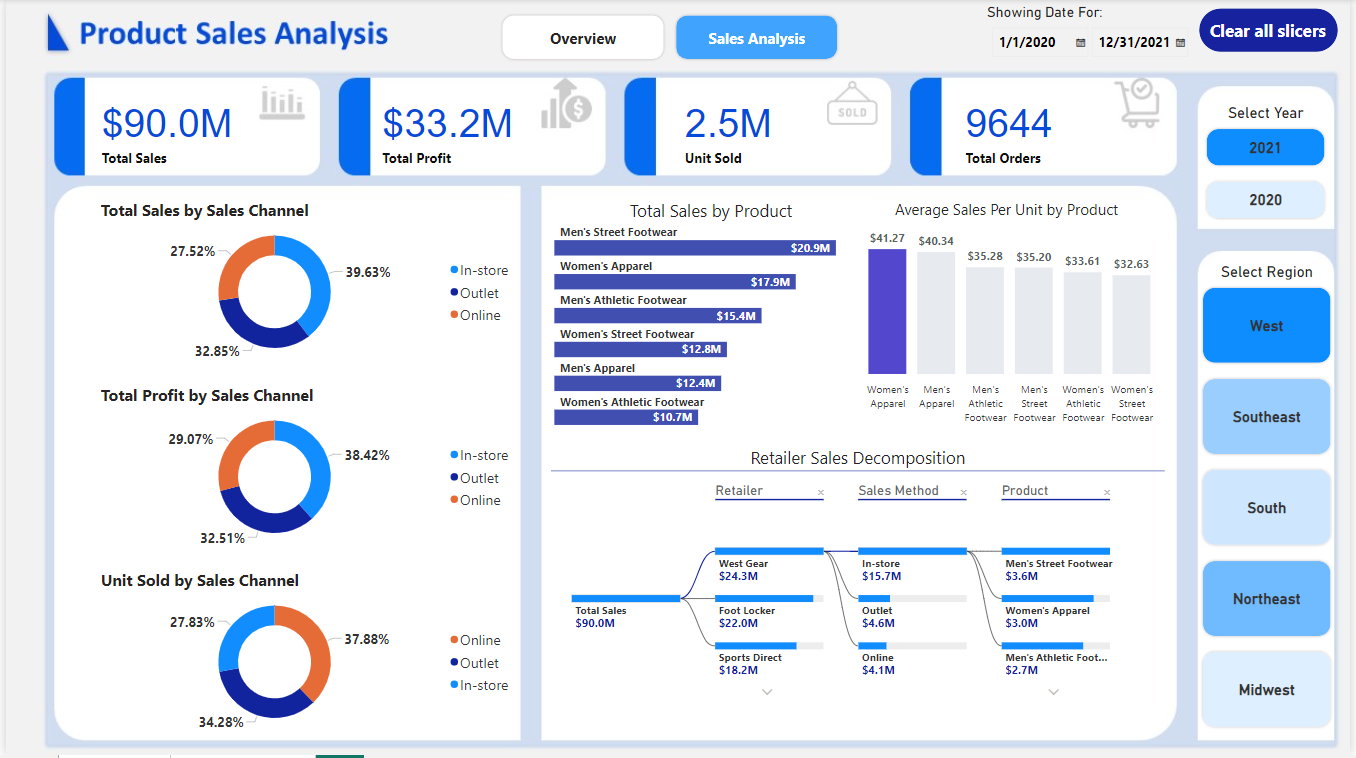 Product Sales Analysis
Overview
Sales Analysis
Showing Date For:
1/1/2020
12/31/2021
Clear all slicers
$90.0M
Total Sales
$33.2M
Total Profit
2.5M
Unit Sold
SOLD
9644
Total Orders
Select Year
2021
2020
Select Region
West
Southeast
South
Northeast
Midwest
Total Sales by Sales Channel
27.52%
39.63%
32.85%
In-store
Outlet
Online
Total Profit by Sales Channel
29.07%
38.42%
32.51%
In-store
Outlet
Online
Unit Sold by Sales Channel
27.83%
37.88%
34.28%
Online
Outlet
In-store
Total Sales by Product
Men's Street Footwear
$20.9M
Women's Apparel
$17.9M
Men's Athletic Footwear
$15.4M
Women's Street Footwear
$12.8M
Men's Apparel
$12.4M
Women's Athletic Footwear
$10.7M
Average Sales Per Unit by Product
$41.27
$40.34
$35.28
$35.20
$33.61
$32.63
Women's
Apparel
Men's
Apparel
Men's
Athletic
Footwear
Men's
Street
Footwear
Women's
Athletic
Footwear
Women's
Street
Footwear
Retailer Sales Decomposition
Retailer
Sales Method
Product
Total Sales
$90.0M
West Gear
$24.3M
Foot Locker
$22.0M
Sports Direct
$18.2M
In-store
$15.7M
Outlet
$4.6M
Online
$4.1M
Men's Street Footwear
$3.6M
Women's Apparel
$3.0M
Men's Athletic Foot...
$2.7M